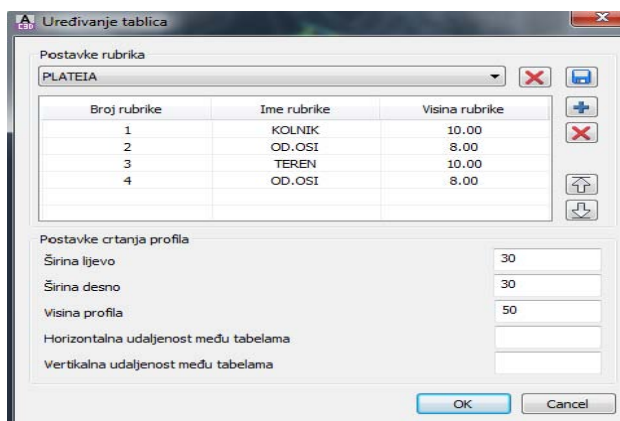 A C3D Uređivanje tablica
Postavke rubrika
PLATEIA
Broj rubrike Ime rubrike Visina rubrike
1 KOLNIK 10.00
2 OD.OSI 8.00
3 TEREN 10.00
4 OD.OSI 8.00
Postavke crtanja profila
Širina lijevo 30
Širina desno 30
Visina profila 50
Horizontalna udaljenost među tabelama
Vertikalna udaljenost među tabelama
OK Cancel